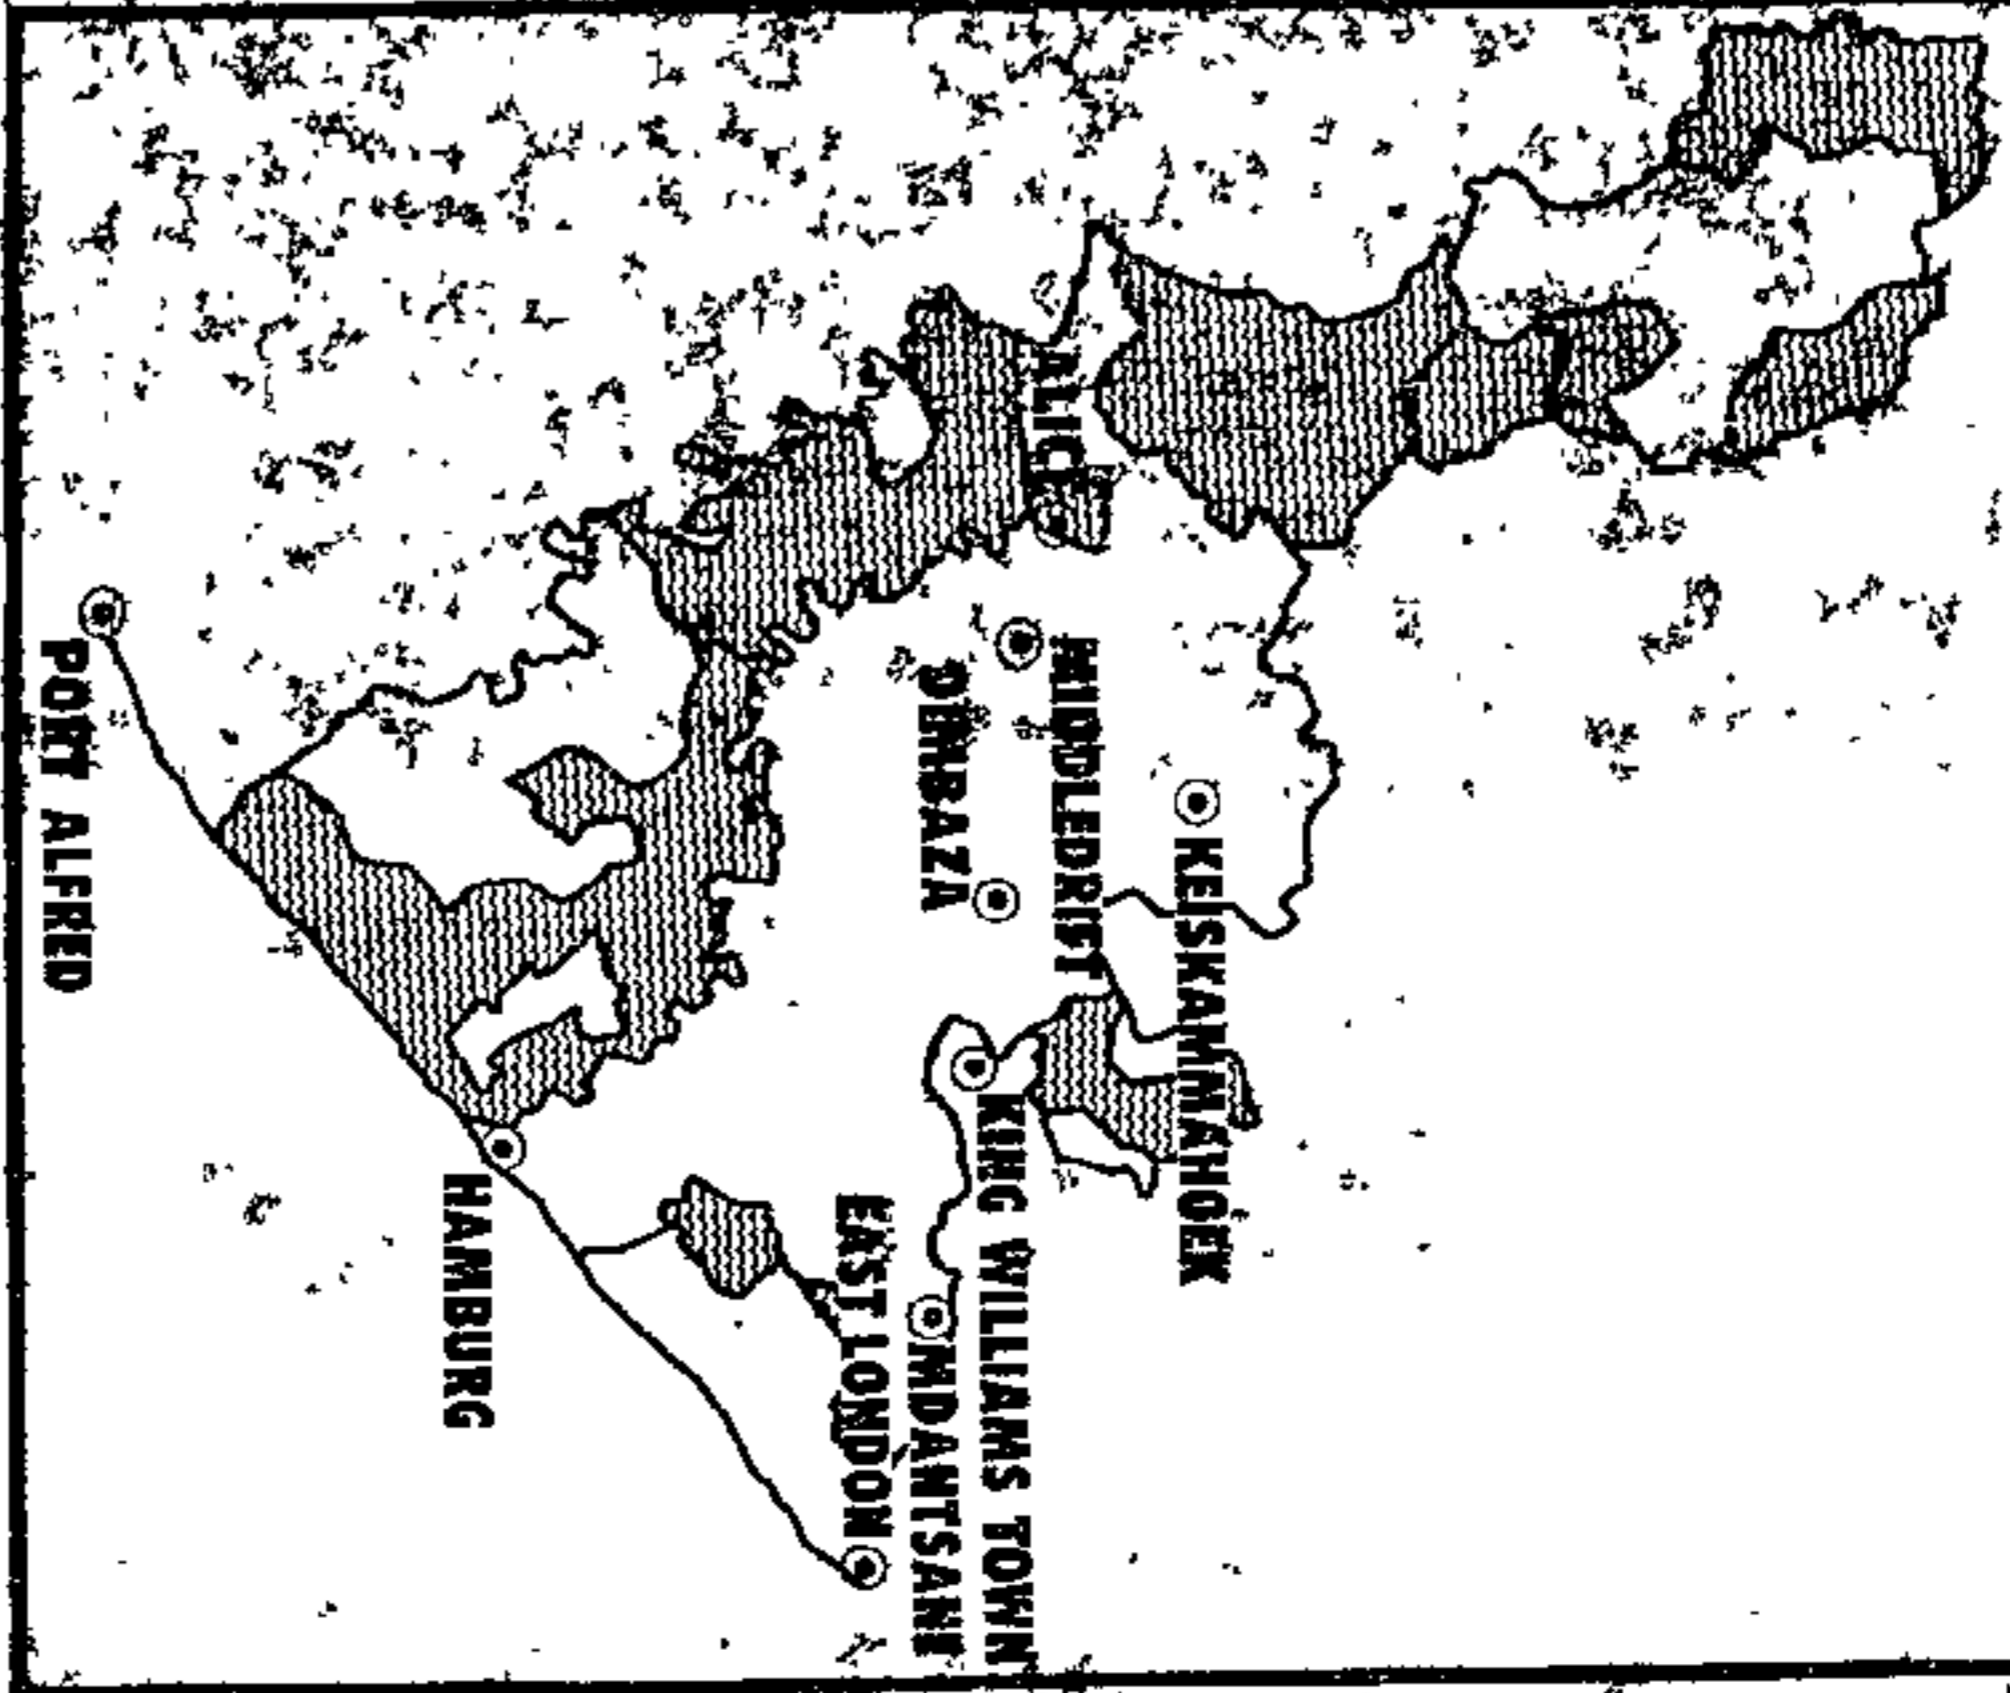 KEISKAMMAHOEK
MIDDLEDRIFT
ALICE
KING WILLIAMS TOWN
DIMBAZA
MDANTSANE
EAST LONDON
HAMBURG
PORT ALFRED